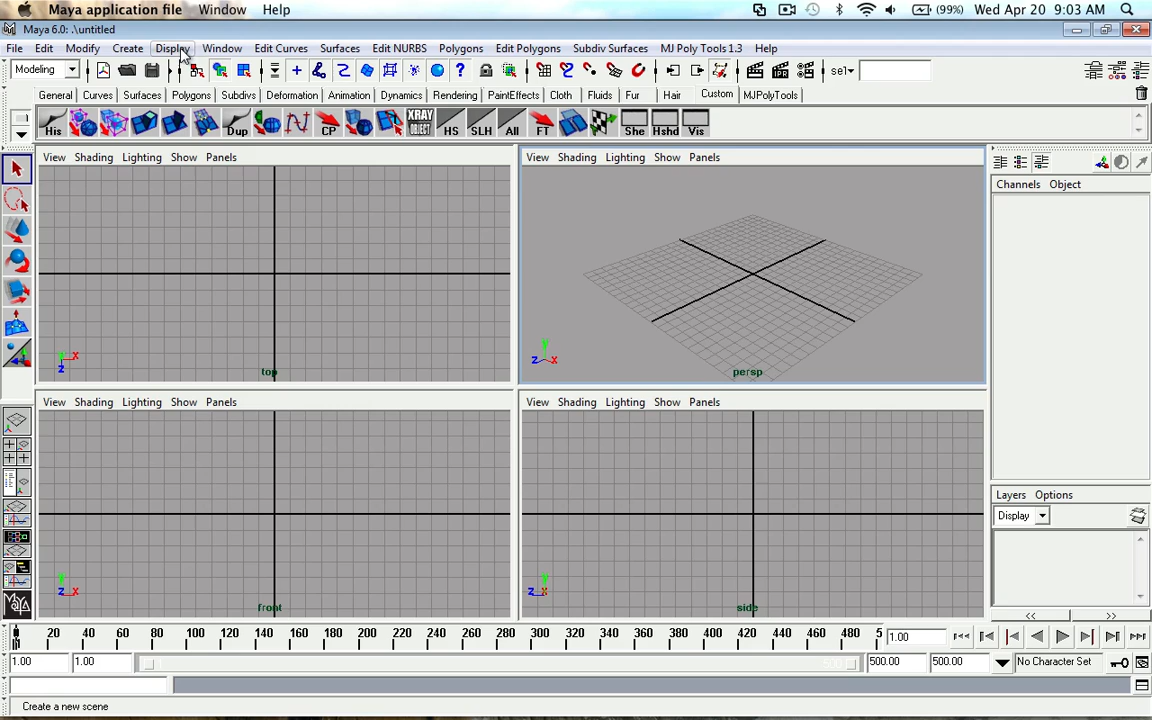 Maya application file Window Help (99%) Wed Apr 20 9:03 AM
Maya 6.0: .\untitled
File Edit Modify Create Display Window Edit Curves Surfaces Edit NURBS Polygons Edit Polygons Subdiv Surfaces MJ Poly Tools 1.3 Help
Modeling ? sel
General Curves Surfaces Polygons Subdivs Deformation Animation Dynamics Rendering PaintEffects Cloth Fluids Fur Hair Custom MJPolyTools
His Dup CP XRAY HS SLH All FT She Hshd Vis
View Shading Lighting Show Panels
y x z
top
View Shading Lighting Show Panels
y z x
persp
Channels Object
View Shading Lighting Show Panels
y z x
front
View Shading Lighting Show Panels
y z x
side
Layers Options
Display
<< >>
MAYA
20 40 60 80 100 120 140 160 180 200 220 240 260 280 300 320 340 360 380 400 420 440 460 480 5 1.00
1.00 1.00 500.00 500.00 No Character Set
Create a new scene